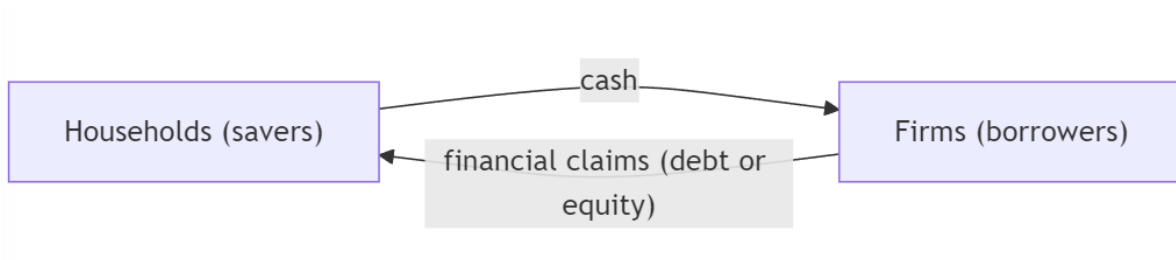 cash
Households (savers)
Firms (borrowers)
financial claims (debt or
equity)